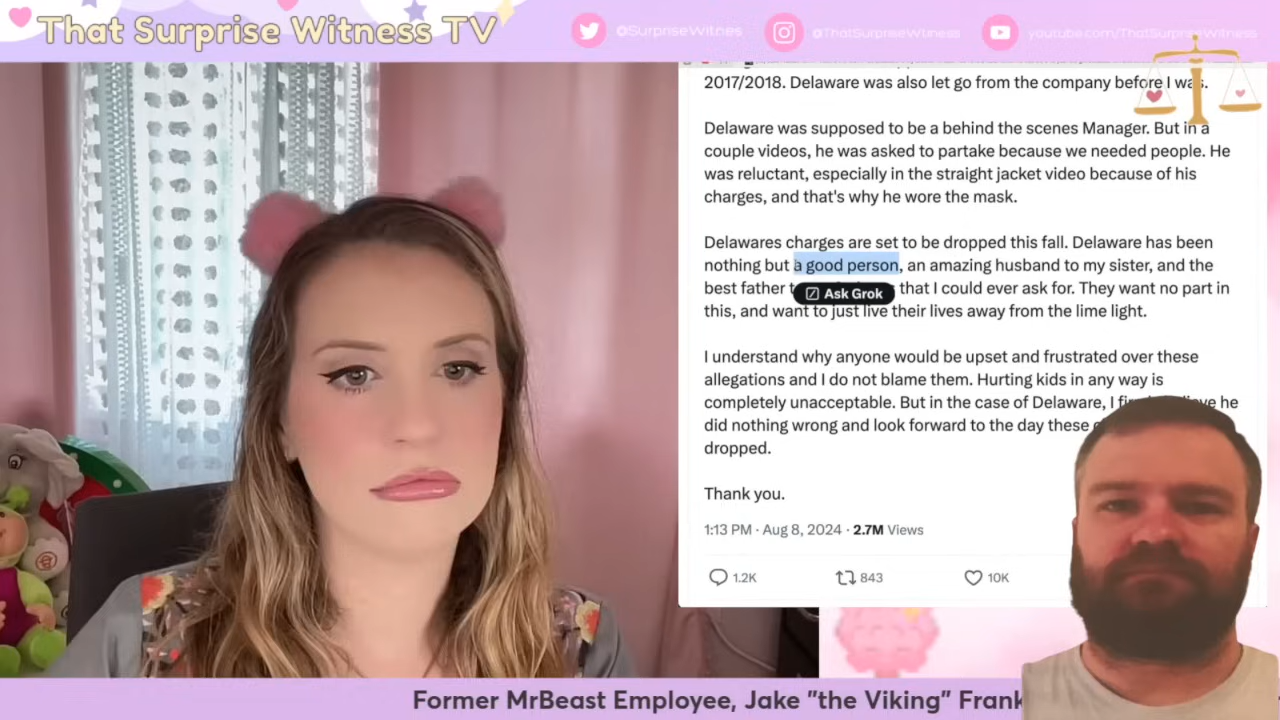 That Surprise Witness TV
@SurpriseWitnes
@ThatSurpriseWitness
youtube.com/ThatSurpriseWitness
2017/2018. Delaware was also let go from the company before I was.
Delaware was supposed to be a behind the scenes Manager. But in a
couple videos, he was asked to partake because we needed people. He
was reluctant, especially in the straight jacket video because of his
charges, and that's why he wore the mask.
Delawares charges are set to be dropped this fall. Delaware has been
nothing but a good person, an amazing husband to my sister, and the
best father that I could ever ask for. They want no part in
Ask Grok
this, and want to just live their lives away from the lime light.
I understand why anyone would be upset and frustrated over these
allegations and I do not blame them. Hurting kids in any way is
completely unacceptable. But in the case of Delaware, I he
did nothing wrong and look forward to the day these
dropped.
Thank you.
1:13 PM · Aug 8, 2024 · 2.7M Views
1.2K 843 10K
Former MrBeast Employee, Jake "the Viking" Frank